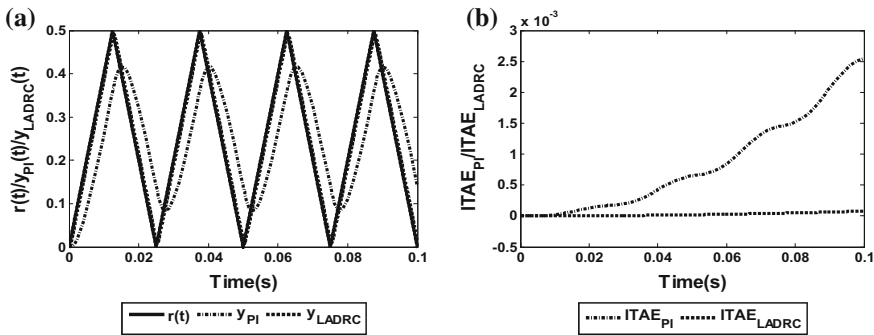 (a)
r(t)/y_PI(t)/y_LADRC(t)
0.5
0.4
0.3
0.2
0.1
0
0
0.02
0.04
0.06
0.08
0.1
Time(s)
r(t) y_PI y_LADRC
(b)
ITAE_PI/ITAE_LADRC
x 10^-3
3
2.5
2
1.5
1
0.5
0
-0.5
0
0.02
0.04
0.06
0.08
0.1
Time(s)
ITAE_PI ITAE_LADRC